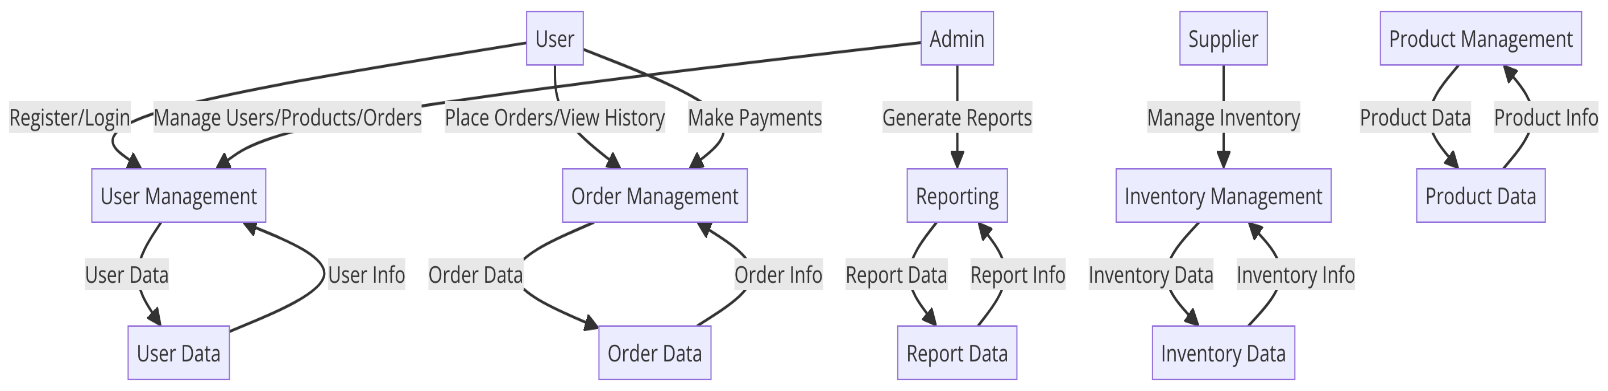 User
Admin
Supplier
Product Management
Register/Login
Manage Users/Products/Orders
Place Orders/View History
Make Payments
Generate Reports
Manage Inventory
Product Data
Product Info
User Management
Order Management
Reporting
Inventory Management
Product Data
User Data
User Info
Order Data
Order Info
Report Data
Report Info
Inventory Data
Inventory Info
User Data
Order Data
Report Data
Inventory Data